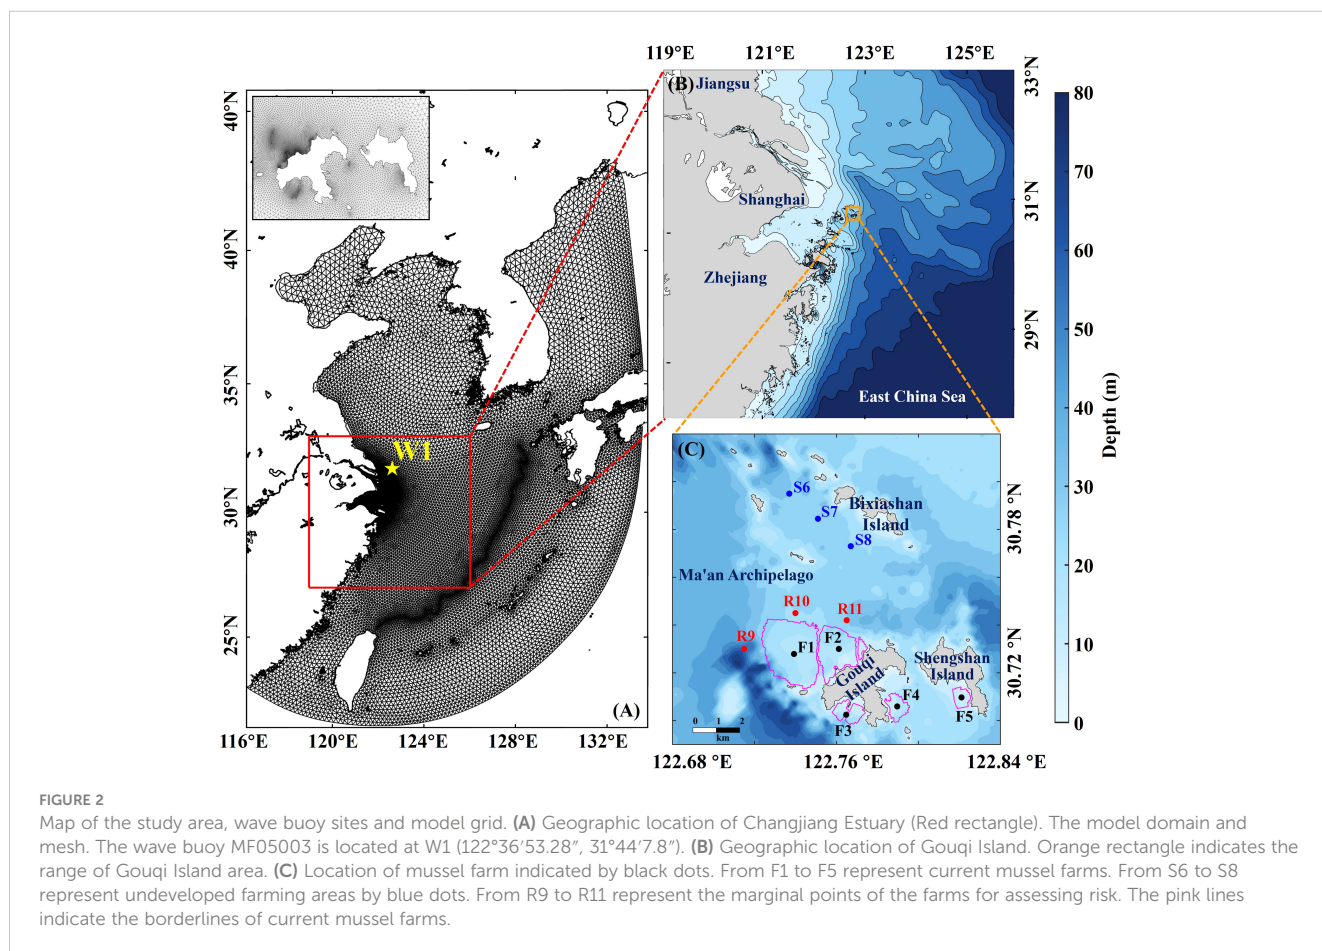 119°E 121°E 123°E 125°E
(B)
Jiangsu
Shanghai
Zhejiang
East China Sea
33°N
31°N
29°N
80
70
60
50
40
30
20
10
0
Depth (m)
40°N
40°N
35°N
30°N
25°N
W1
(A)
116°E 120°E 124°E 128°E 132°E
(C)
S6
S7
S8
Bixiashan
Island
Ma'an Archipelago
R10
R11
R9
F1
F2
Gouqi
Island
Shengshan
Island
F4
F3
F5
0 1 2
km
30.78 °N
30.72 °N
122.68 °E 122.76 °E 122.84 °E
FIGURE 2
Map of the study area, wave buoy sites and model grid. (A) Geographic location of Changjiang Estuary (Red rectangle). The model domain and
mesh. The wave buoy MF05003 is located at W1 (122°36′53.28″, 31°44′7.8″). (B) Geographic location of Gouqi Island. Orange rectangle indicates the
range of Gouqi Island area. (C) Location of mussel farm indicated by black dots. From F1 to F5 represent current mussel farms. From S6 to S8
represent undeveloped farming areas by blue dots. From R9 to R11 represent the marginal points of the farms for assessing risk. The pink lines
indicate the borderlines of current mussel farms.